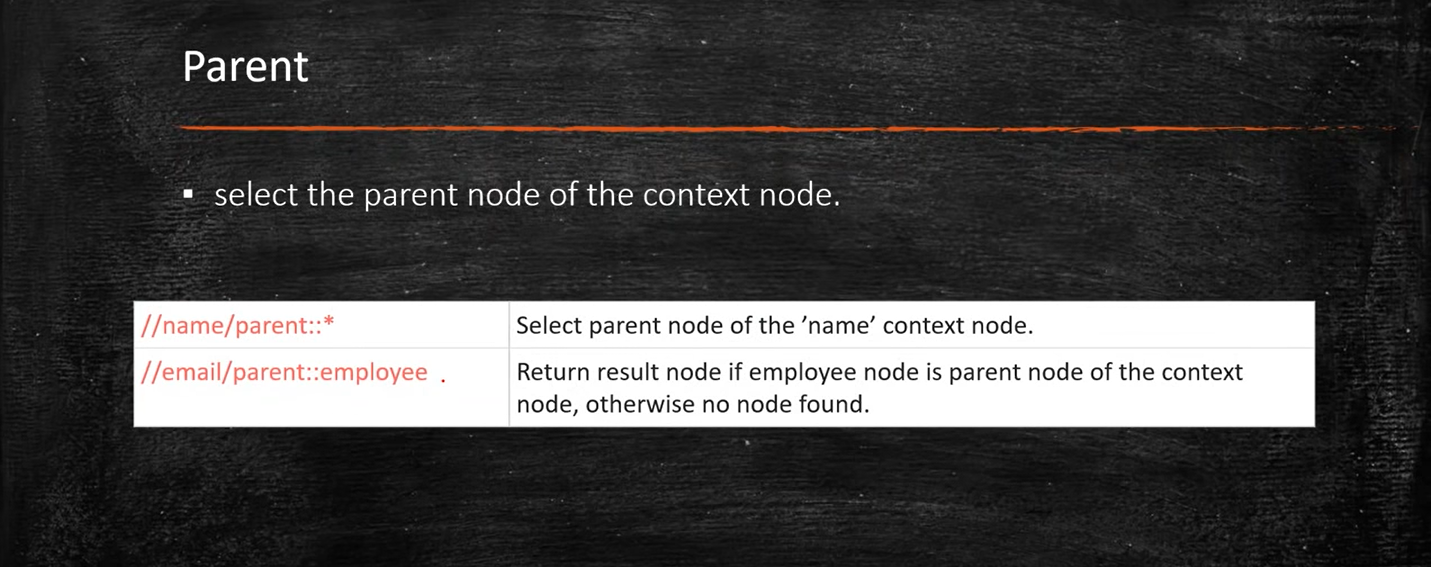 Parent
▪ select the parent node of the context node.
//name/parent::* Select parent node of the ’name’ context node.
//email/parent::employee . Return result node if employee node is parent node of the context
node, otherwise no node found.